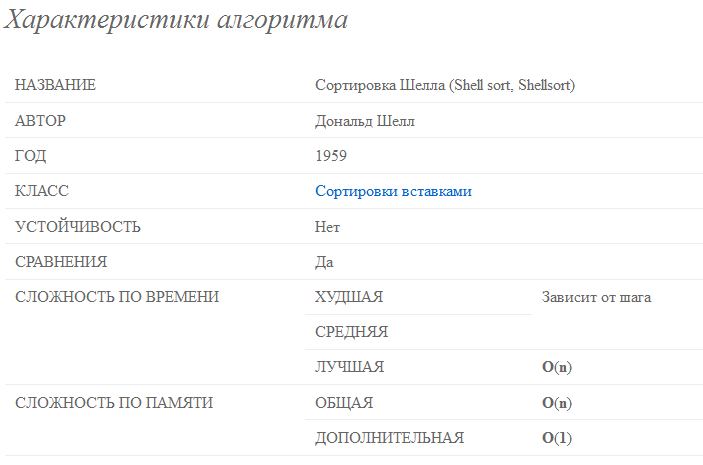 Характеристики алгоритма
НАЗВАНИЕ Сортировка Шелла (Shell sort, Shellsort)
АВТОР Дональд Шелл
ГОД 1959
КЛАСС Сортировки вставками
УСТОЙЧИВОСТЬ Нет
СРАВНЕНИЯ Да
СЛОЖНОСТЬ ПО ВРЕМЕНИ ХУДШАЯ Зависит от шага
СРЕДНЯЯ
ЛУЧШАЯ O(n)
СЛОЖНОСТЬ ПО ПАМЯТИ ОБЩАЯ O(n)
ДОПОЛНИТЕЛЬНАЯ O(1)